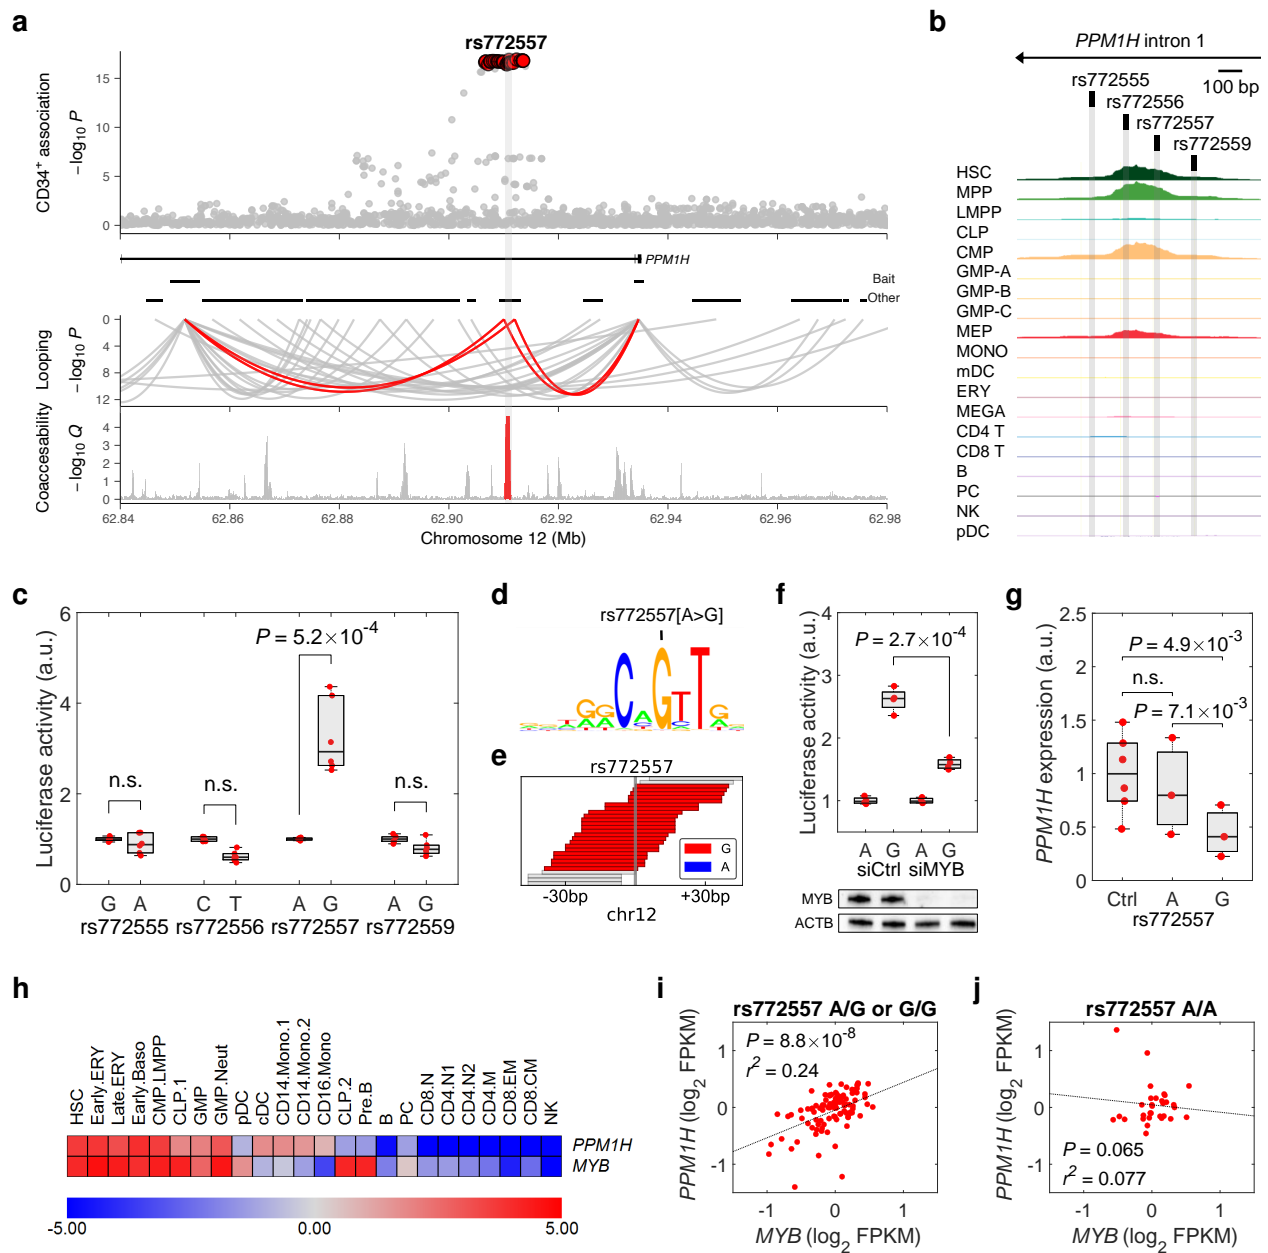 a
rs772557
CD34+ association
−log10 P
15
10
5
0
PPM1H
Bait
Other
Looping
−log10 P
0
4
8
12
Coaccesability
−log10 Q
4
3
2
1
0
62.84 62.86 62.88 62.90 62.92 62.94 62.96 62.98
Chromosome 12 (Mb)
b
PPM1H intron 1
100 bp
rs772555
rs772556
rs772557
rs772559
HSC
MPP
LMPP
CLP
CMP
GMP-A
GMP-B
GMP-C
MEP
MONO
mDC
ERY
MEGA
CD4 T
CD8 T
B
PC
NK
pDC
c
Luciferase activity (a.u.)
6
4
2
0
n.s. n.s. P = 5.2×10-4 n.s.
G A C T A G A G
rs772555 rs772556 rs772557 rs772559
d
rs772557[A>G]
e
rs772557
G
A
-30bp +30bp
chr12
f
Luciferase activity (a.u.)
4
3
2
1
P = 2.7×10-4
A G A G
siCtrl siMYB
MYB
ACTB
g
PPM1H expression (a.u.)
2.5
2
1.5
1
0.5
0
P = 4.9×10-3
n.s.
P = 7.1×10-3
Ctrl A G
rs772557
h
HSC
Early.ERY
Late.ERY
Early.Baso
CMP.LMPP
CLP.1
GMP
GMP.Neut
pDC
cDC
CD14.Mono.1
CD14.Mono.2
CD16.Mono
CLP.2
Pre.B
B
PC
CD8.N
CD4.N1
CD4.N2
CD4.M
CD8.EM
CD8.CM
NK
PPM1H
MYB
-5.00 0.00 5.00
i
rs772557 A/G or G/G
P = 8.8×10-8
r2 = 0.24
PPM1H (log2 FPKM)
1
0
-1
-1 0 1
MYB (log2 FPKM)
j
rs772557 A/A
PPM1H (log2 FPKM)
1
0
-1
P = 0.065
r2 = 0.077
-1 0 1
MYB (log2 FPKM)